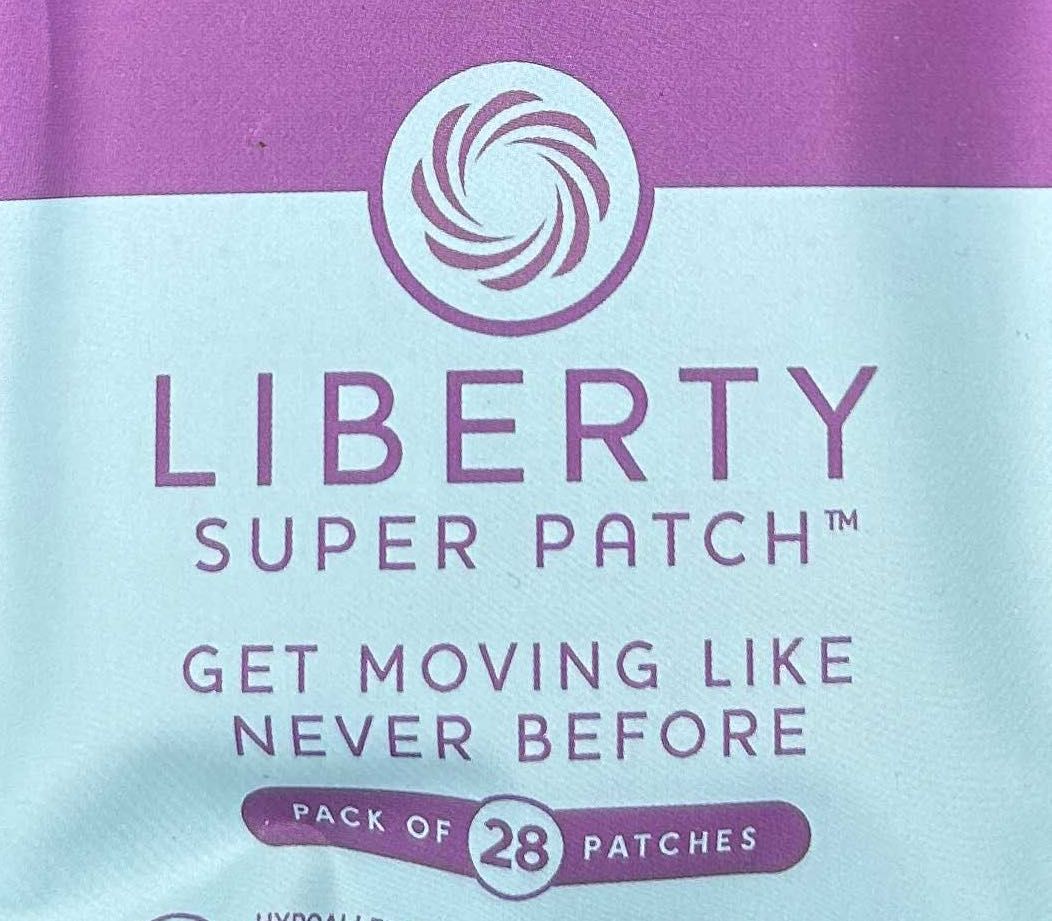 LIBERTY
SUPER PATCH™
GET MOVING LIKE
NEVER BEFORE
PACK OF 28 PATCHES